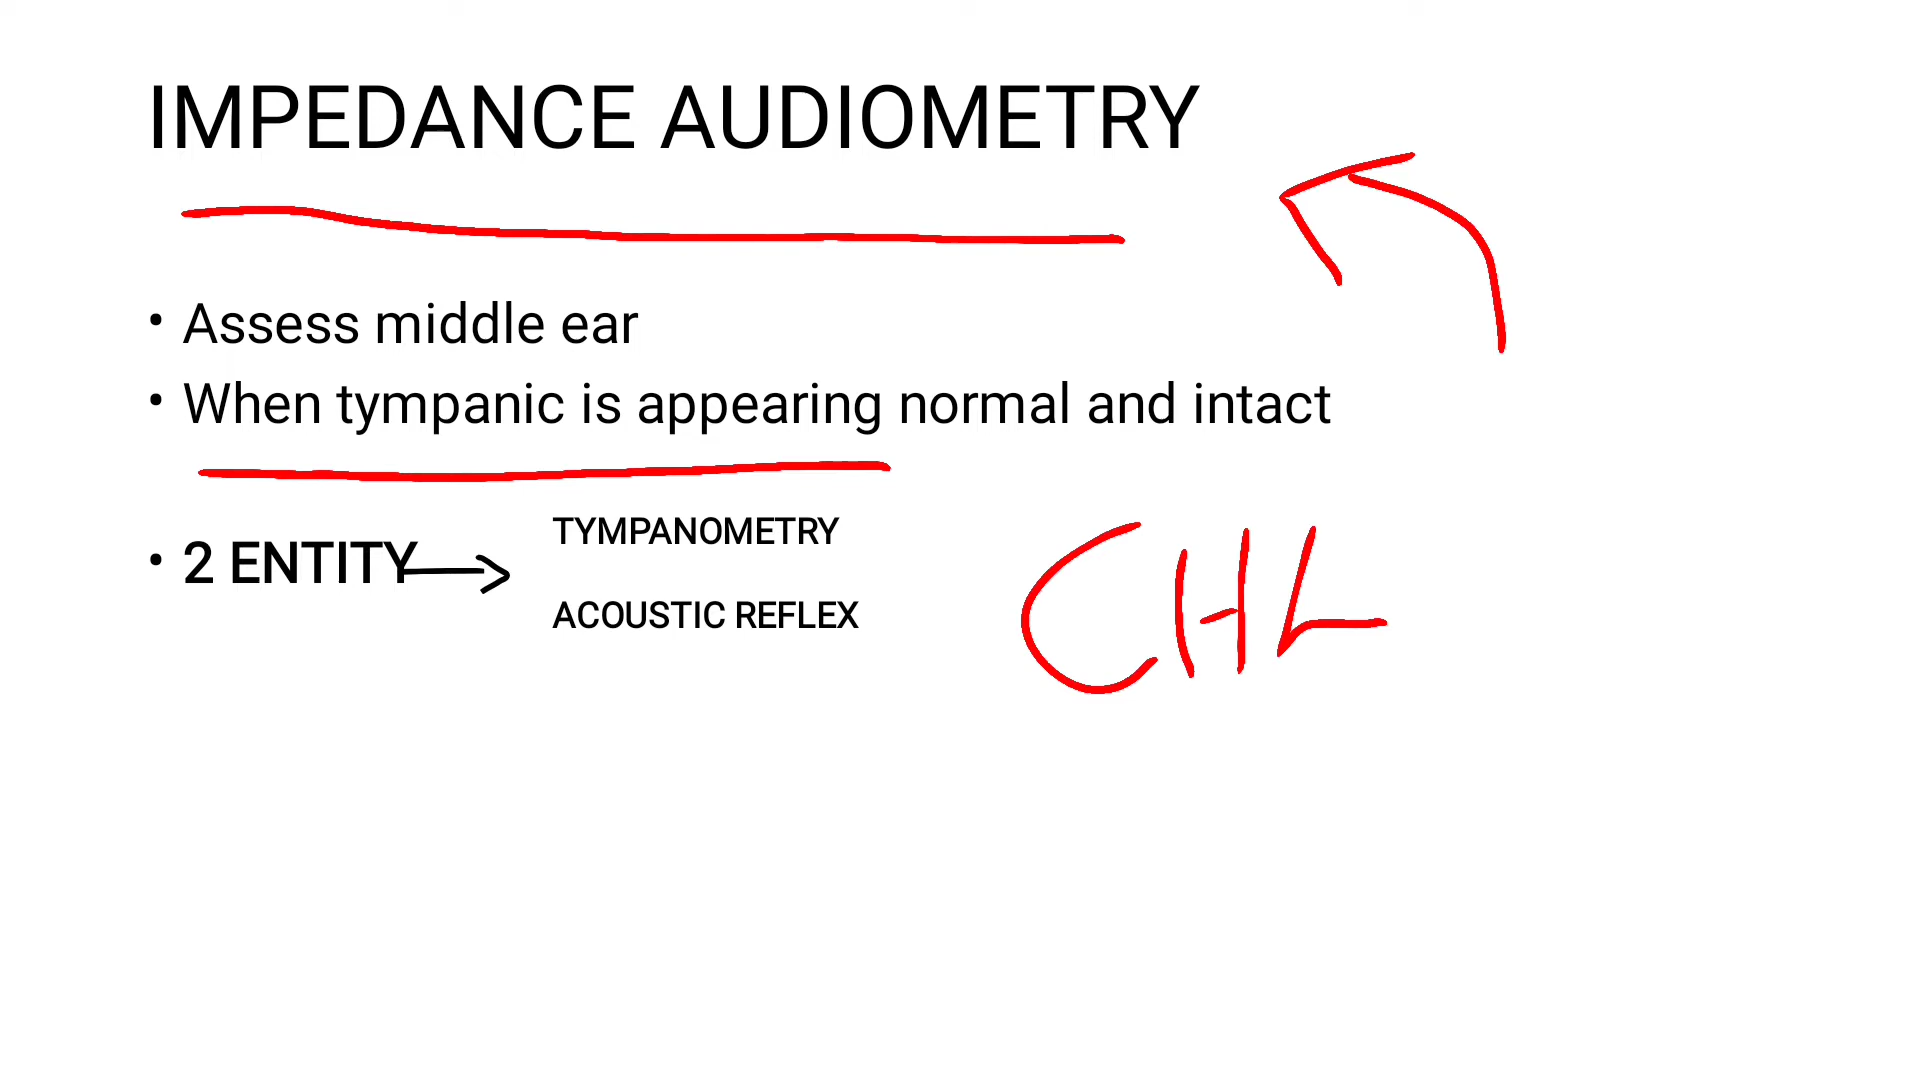 IMPEDANCE AUDIOMETRY
• Assess middle ear
• When tympanic is appearing normal and intact
TYMPANOMETRY
• 2 ENTITY
ACOUSTIC REFLEX
CHL